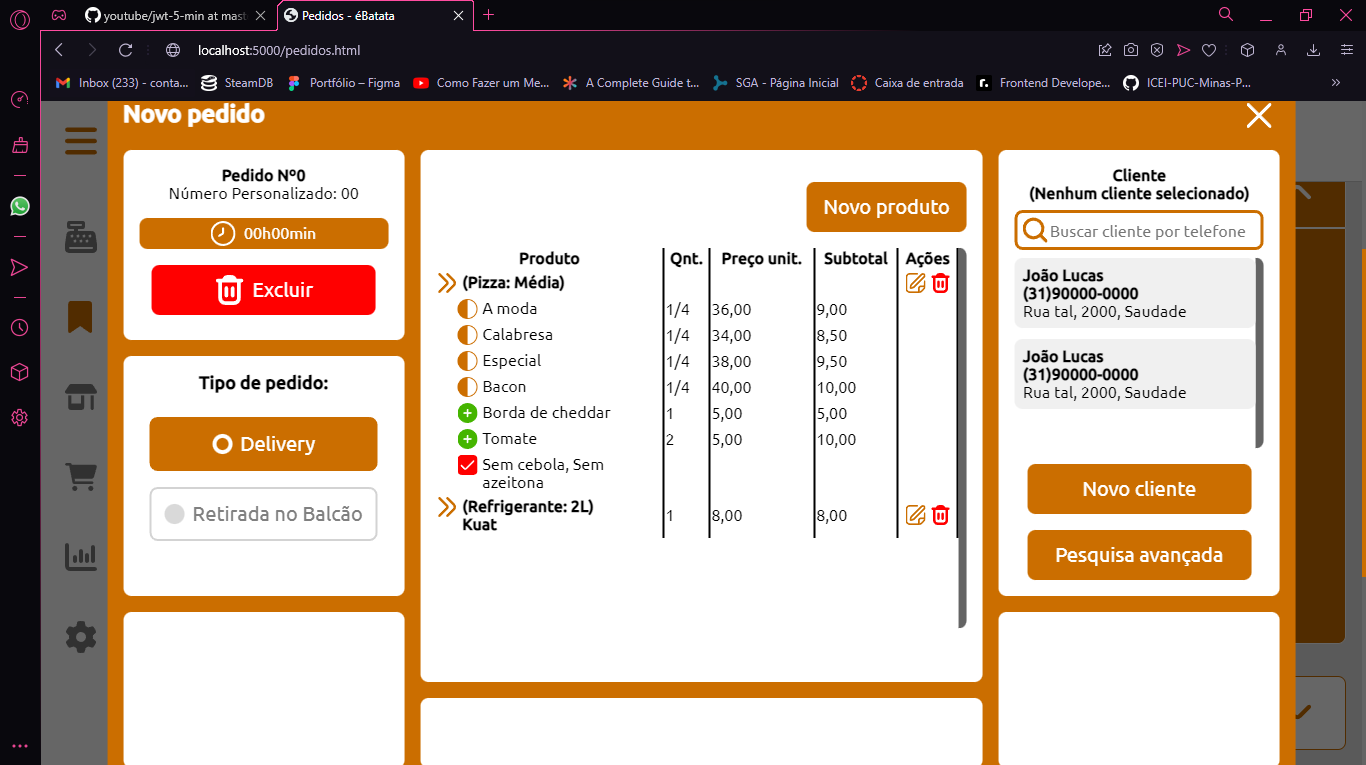 youtube/jwt-5-min at mast
Pedidos - éBatata
localhost:5000/pedidos.html
Inbox (233) - conta...
SteamDB
Portfólio – Figma
Como Fazer um Me...
A Complete Guide t...
SGA - Página Inicial
Caixa de entrada
r.
Frontend Develope...
ICEI-PUC-Minas-P...
»
Novo pedido
Pedido Nº0
Número Personalizado: 00
00h00min
Excluir
Tipo de pedido:
Delivery
Retirada no Balcão
Novo produto
Produto Qnt. Preço unit. Subtotal Ações
(Pizza: Média)
A moda 1/4 36,00 9,00
Calabresa 1/4 34,00 8,50
Especial 1/4 38,00 9,50
Bacon 1/4 40,00 10,00
Borda de cheddar 1 5,00 5,00
Tomate 2 5,00 10,00
Sem cebola, Sem
azeitona
(Refrigerante: 2L)
Kuat 1 8,00 8,00
Cliente
(Nenhum cliente selecionado)
Buscar cliente por telefone
João Lucas
(31)90000-0000
Rua tal, 2000, Saudade
João Lucas
(31)90000-0000
Rua tal, 2000, Saudade
Novo cliente
Pesquisa avançada